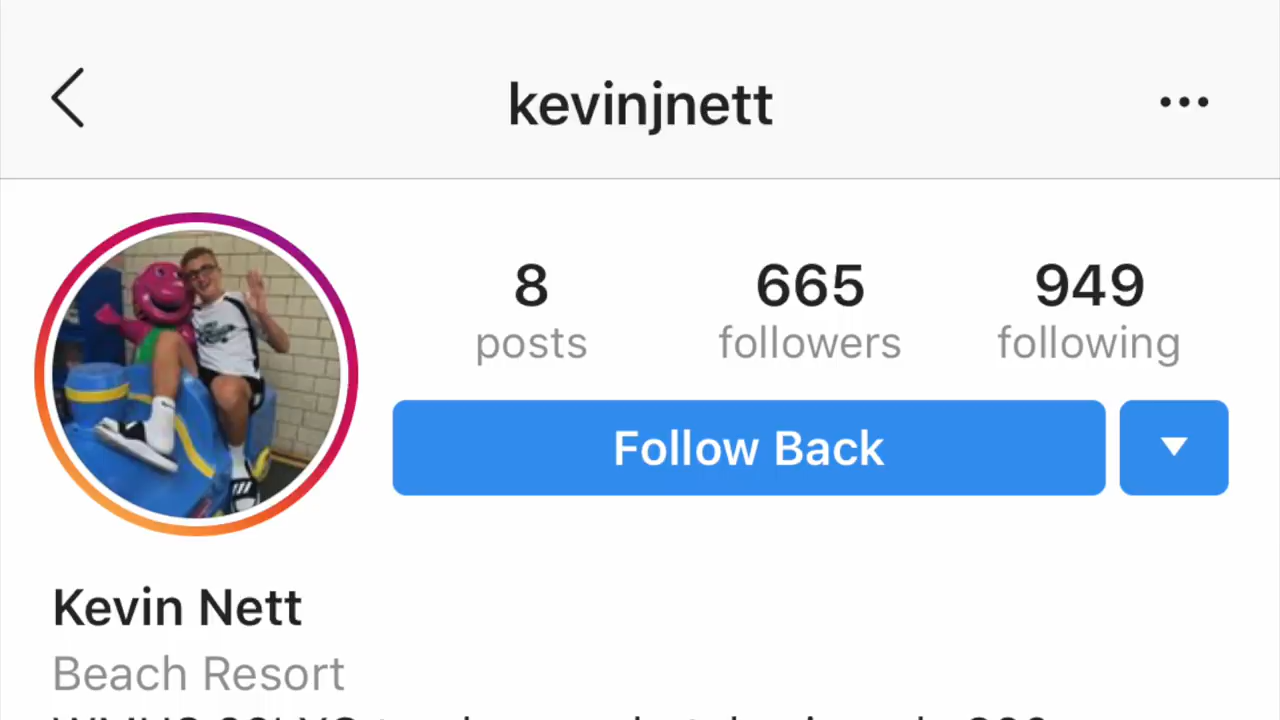 kevinjnett
8 665 949
posts followers following
Follow Back
Kevin Nett
Beach Resort